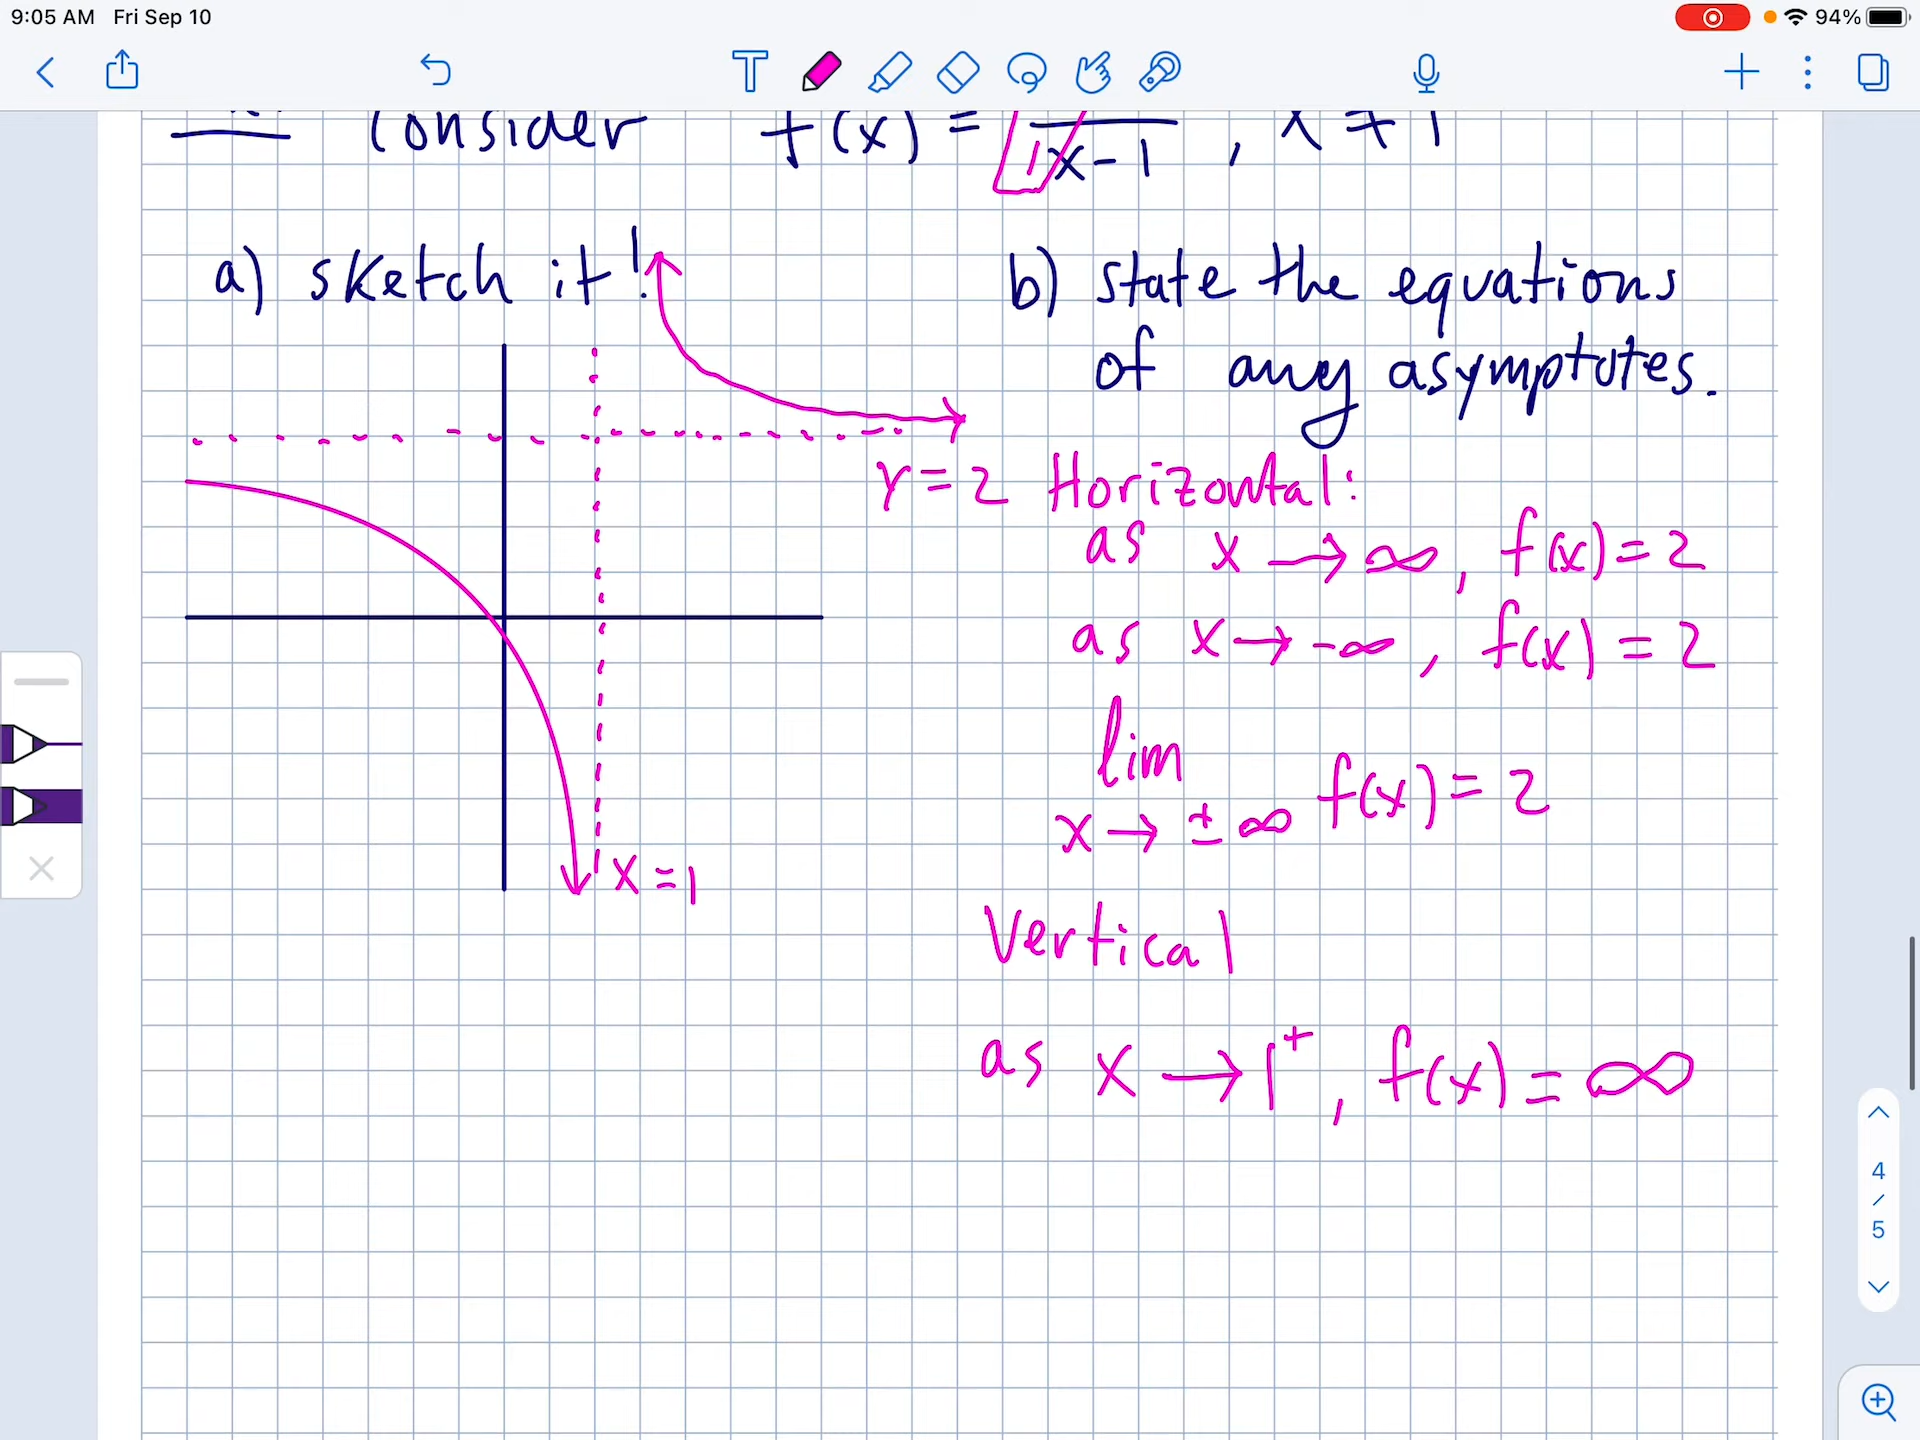 9:05 AM Fri Sep 10
94%
consider f(x) = /x-1 , x ≠ 1
a) sketch it!
b) state the equations
of any asymptotes.
y = 2
Horizontal:
as x → ∞, f(x) = 2
as x → -∞, f(x) = 2
lim f(x) = 2
x → ± ∞
x = 1
Vertical
as x → 1⁺, f(x) = ∞
4
/
5